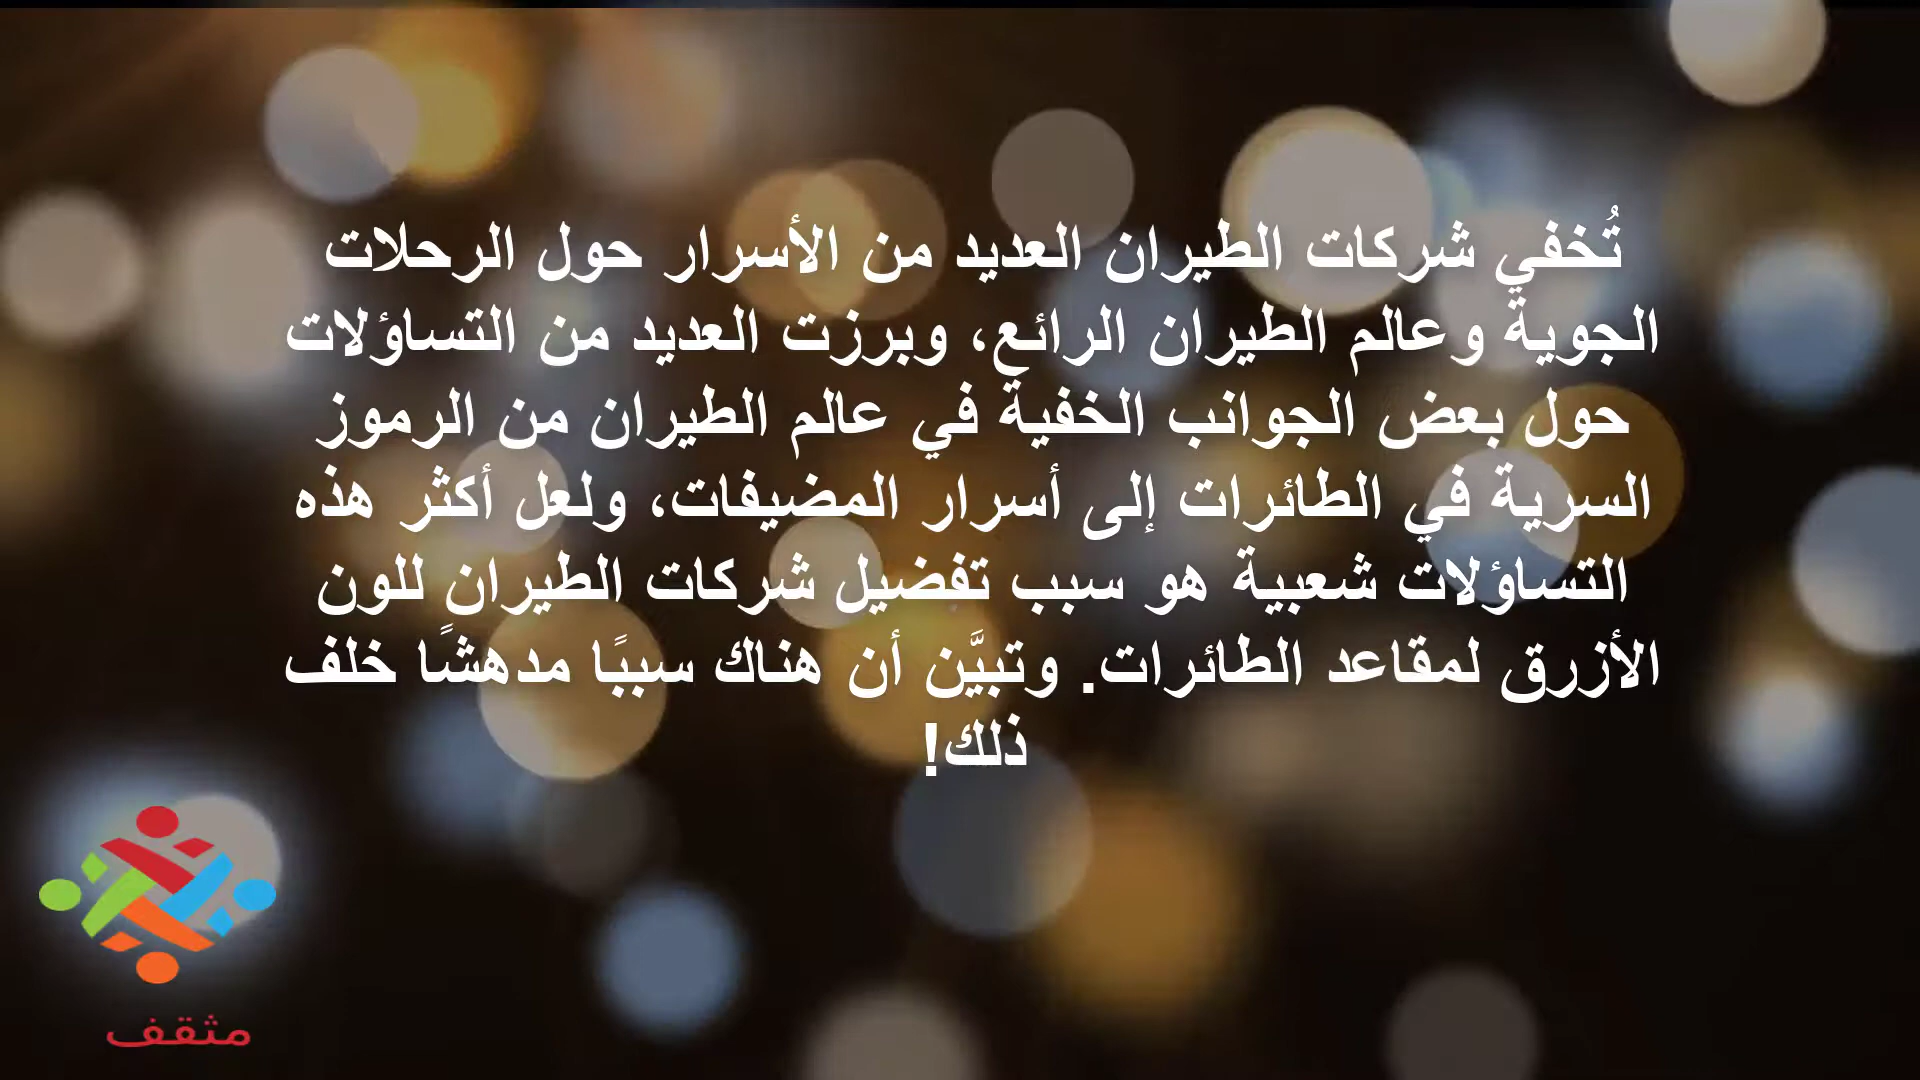 تُخفي شركات الطيران العديد من الأسرار حول الرحلات
الجوية وعالم الطيران الرائع، وبرزت العديد من التساؤلات
حول بعض الجوانب الخفية في عالم الطيران من الرموز
السرية في الطائرات إلى أسرار المضيفات، ولعل أكثر هذه
التساؤلات شعبية هو سبب تفضيل شركات الطيران للون
الأزرق لمقاعد الطائرات. وتبيَّن أن هناك سببًا مدهشًا خلف
ذلك!
مثقف